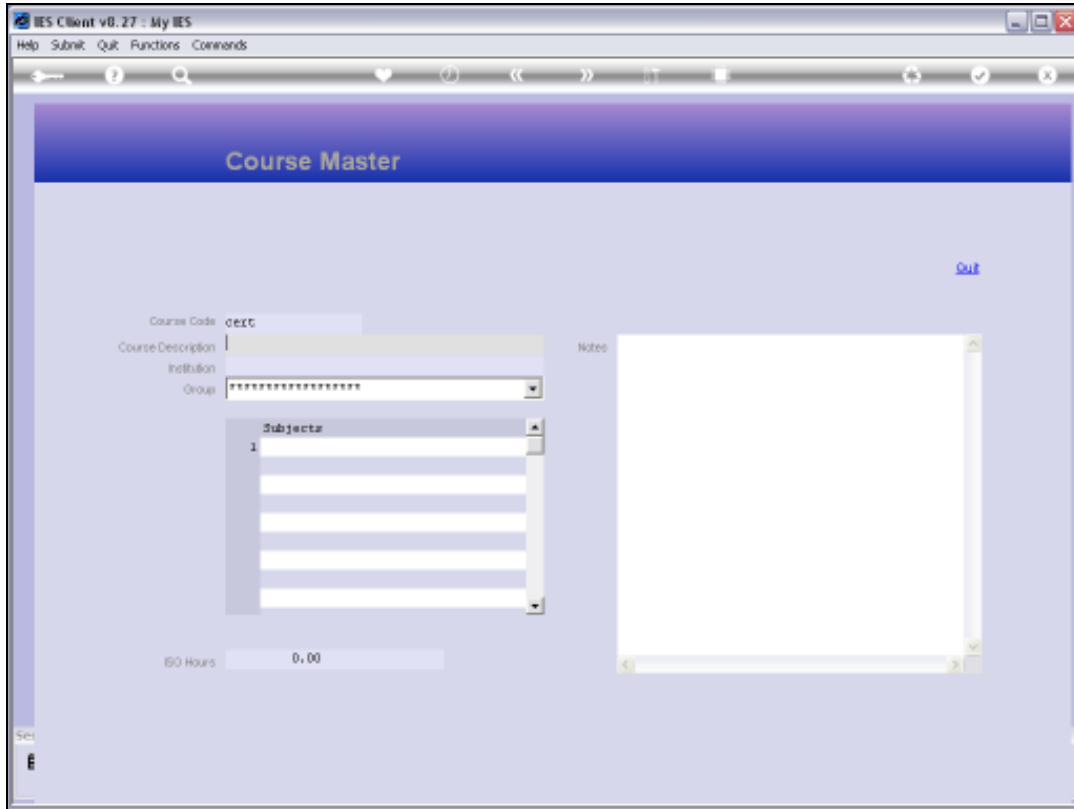 IES Client v8.27 : My IES
Help Submit Quit Functions Commands
Course Master
Quit
Course Code cert
Course Description
Institution
Group ******************
Notes
Subjects
1
ISO Hours 0.00